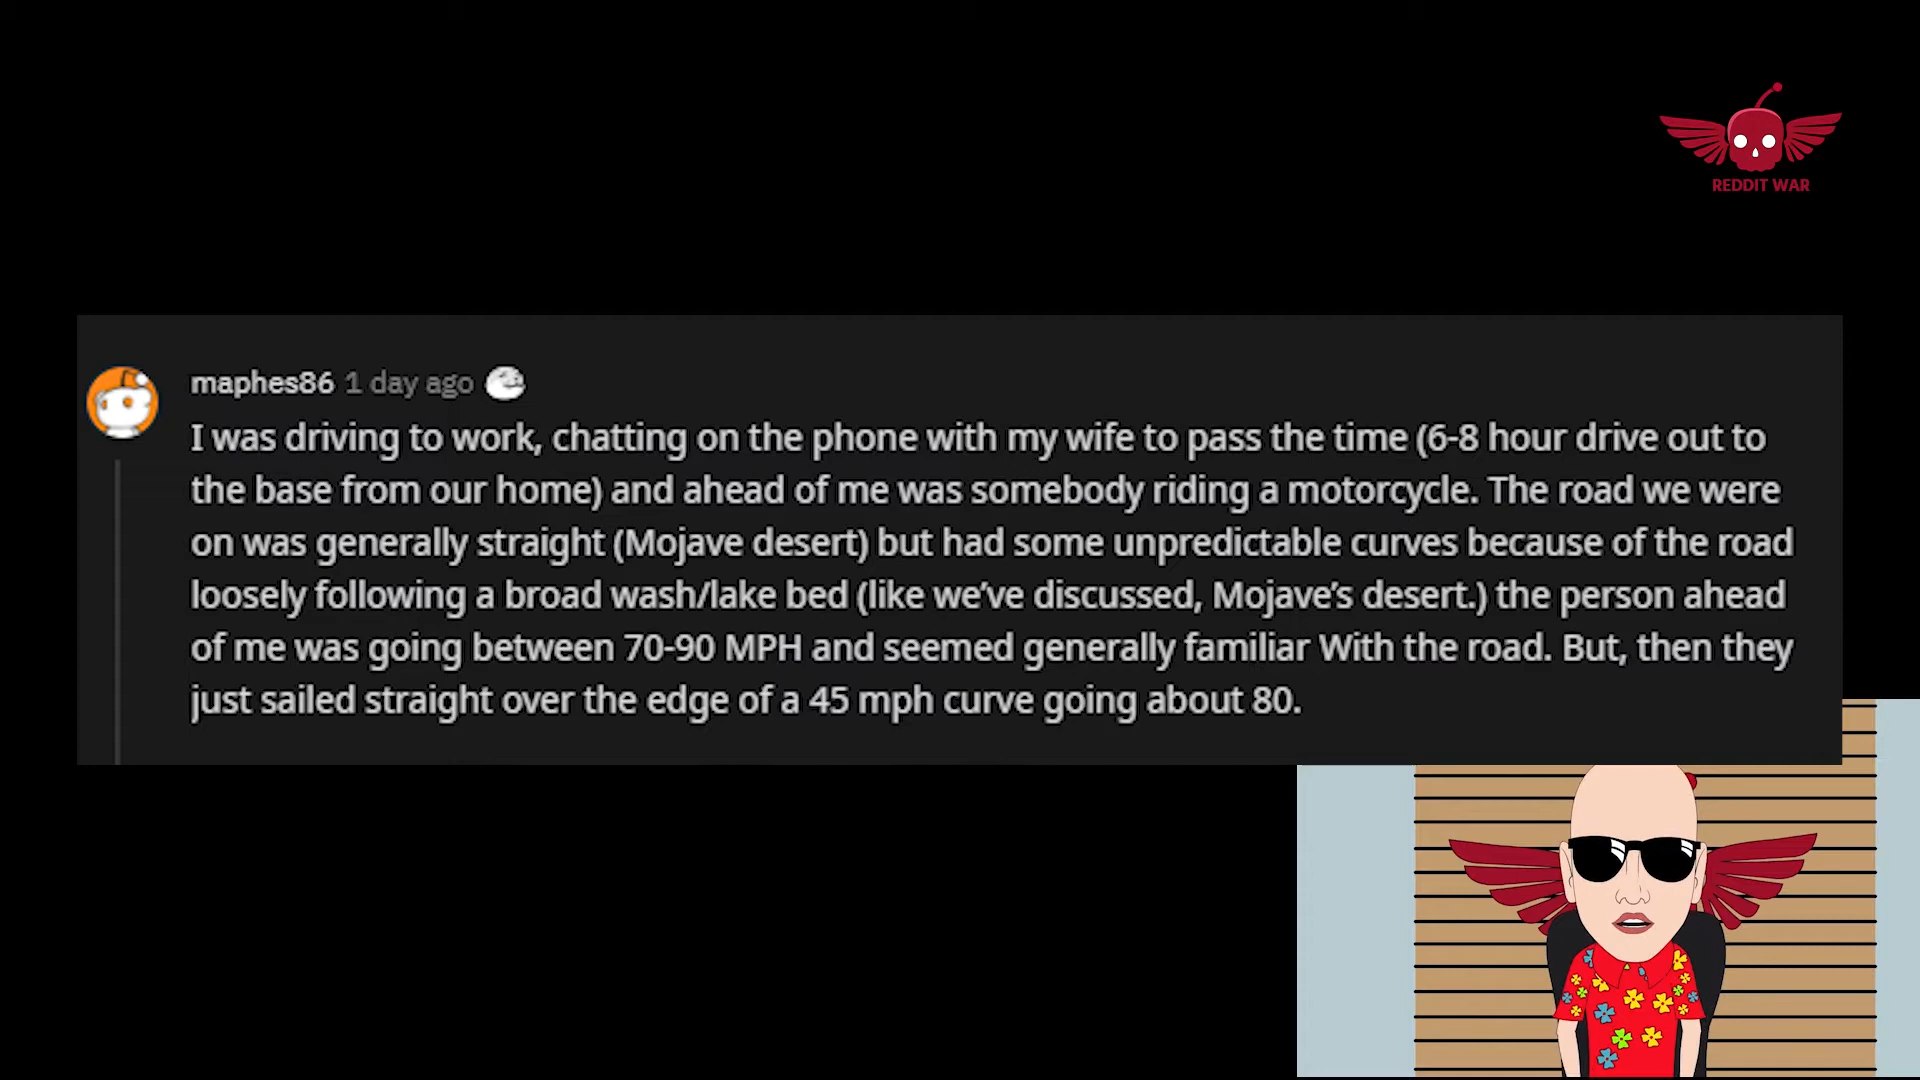 REDDIT WAR
maphes86 1 day ago
I was driving to work, chatting on the phone with my wife to pass the time (6-8 hour drive out to
the base from our home) and ahead of me was somebody riding a motorcycle. The road we were
on was generally straight (Mojave desert) but had some unpredictable curves because of the road
loosely following a broad wash/lake bed (like we’ve discussed, Mojave’s desert.) the person ahead
of me was going between 70-90 MPH and seemed generally familiar With the road. But, then they
just sailed straight over the edge of a 45 mph curve going about 80.